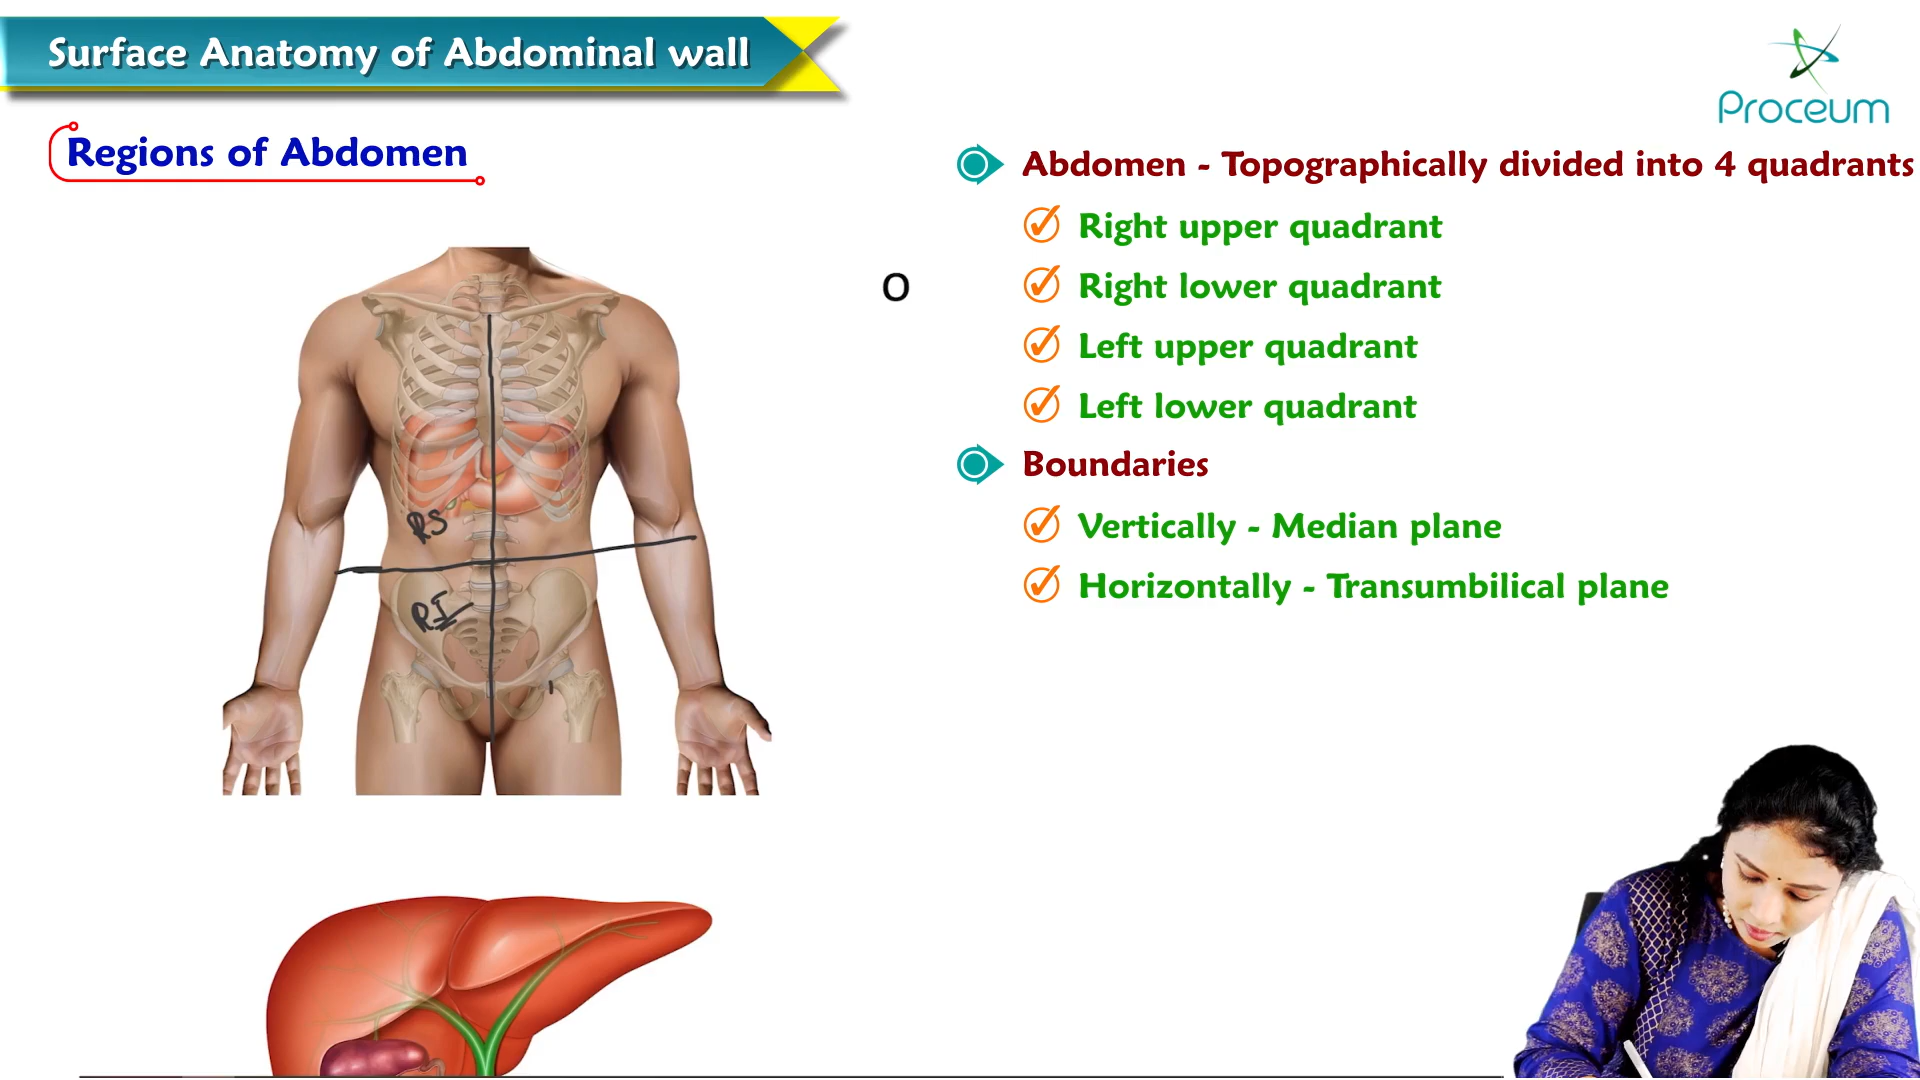 Surface Anatomy of Abdominal wall
Proceum
Regions of Abdomen
Abdomen - Topographically divided into 4 quadrants
Right upper quadrant
O
Right lower quadrant
Left upper quadrant
Left lower quadrant
Boundaries
Vertically - Median plane
Horizontally - Transumbilical plane
RS
RI